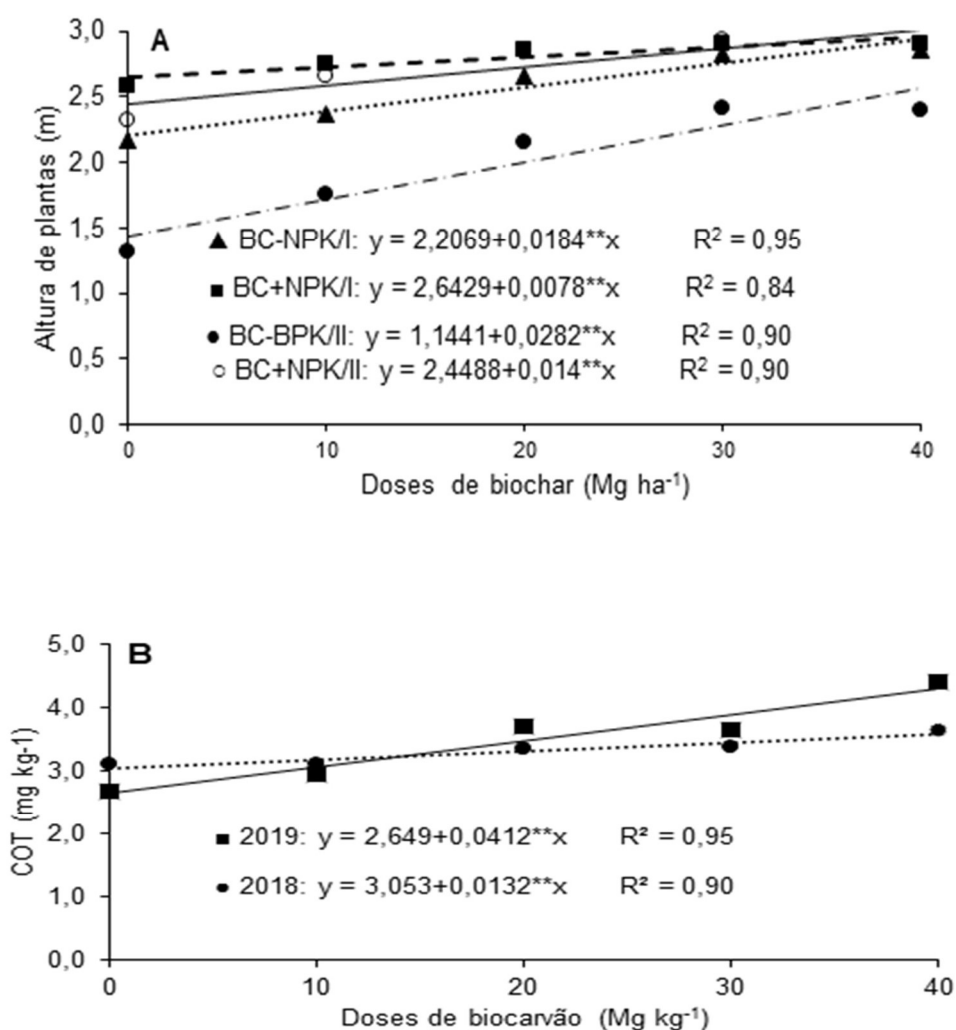 A
3,0
2,5
2,0
1,5
1,0
0,5
0,0
Altura de plantas (m)
▲ BC-NPK/I: y = 2,2069+0,0184**x R² = 0,95
■ BC+NPK/I: y = 2,6429+0,0078**x R² = 0,84
● BC-BPK/II: y = 1,1441+0,0282**x R² = 0,90
○ BC+NPK/II: y = 2,4488+0,014**x R² = 0,90
0 10 20 30 40
Doses de biochar (Mg ha⁻¹)
B
5,0
4,0
3,0
2,0
1,0
0,0
COT (mg kg-1)
■ 2019: y = 2,649+0,0412**x R² = 0,95
● 2018: y = 3,053+0,0132**x R² = 0,90
0 10 20 30 40
Doses de biocarvão (Mg kg⁻¹)